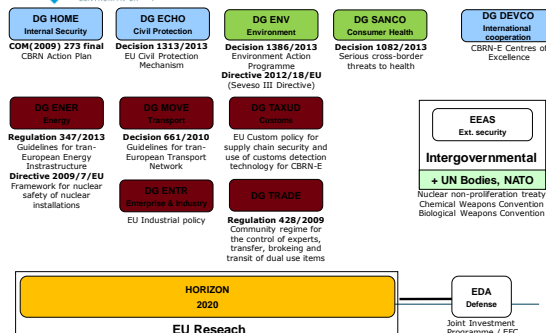 DG HOME
Internal Security
COM(2009) 273 final
CBRN Action Plan
DG ECHO
Civil Protection
Decision 1313/2013
EU Civil Protection
Mechanism
DG ENV
Environment
Decision 1386/2013
Environment Action
Programme
Directive 2012/18/EU
(Seveso III Directive)
DG SANCO
Consumer Health
Decision 1082/2013
Serious cross-border
threats to health
DG DEVCO
International
cooperation
CBRN-E Centres of
Excellence
DG ENER
Energy
Regulation 347/2013
Guidelines for tran-
European Energy
Instrastructure
Directive 2009/7/EU
Framework for nuclear
safety of nuclear
installations
DG MOVE
Transport
Decision 661/2010
Guidelines for tran-
European Transport
Network
DG TAXUD
Customs
EU Custom policy for
supply chain security and
use of customs detection
technology for CBRN-E
DG ENTR
Enterprise & Industry
EU Industrial policy
DG TRADE
Regulation 428/2009
Community regime for
the control of experts,
transfer, brokeing and
transit of dual use items
EEAS
Ext. security
Intergovernmental
+ UN Bodies, NATO
Nuclear non-proliferation treaty
Chemical Weapons Convention
Biological Weapons Convention
HORIZON
2020
EU Reseach
EDA
Defense
Joint Investment
Programme / EFC